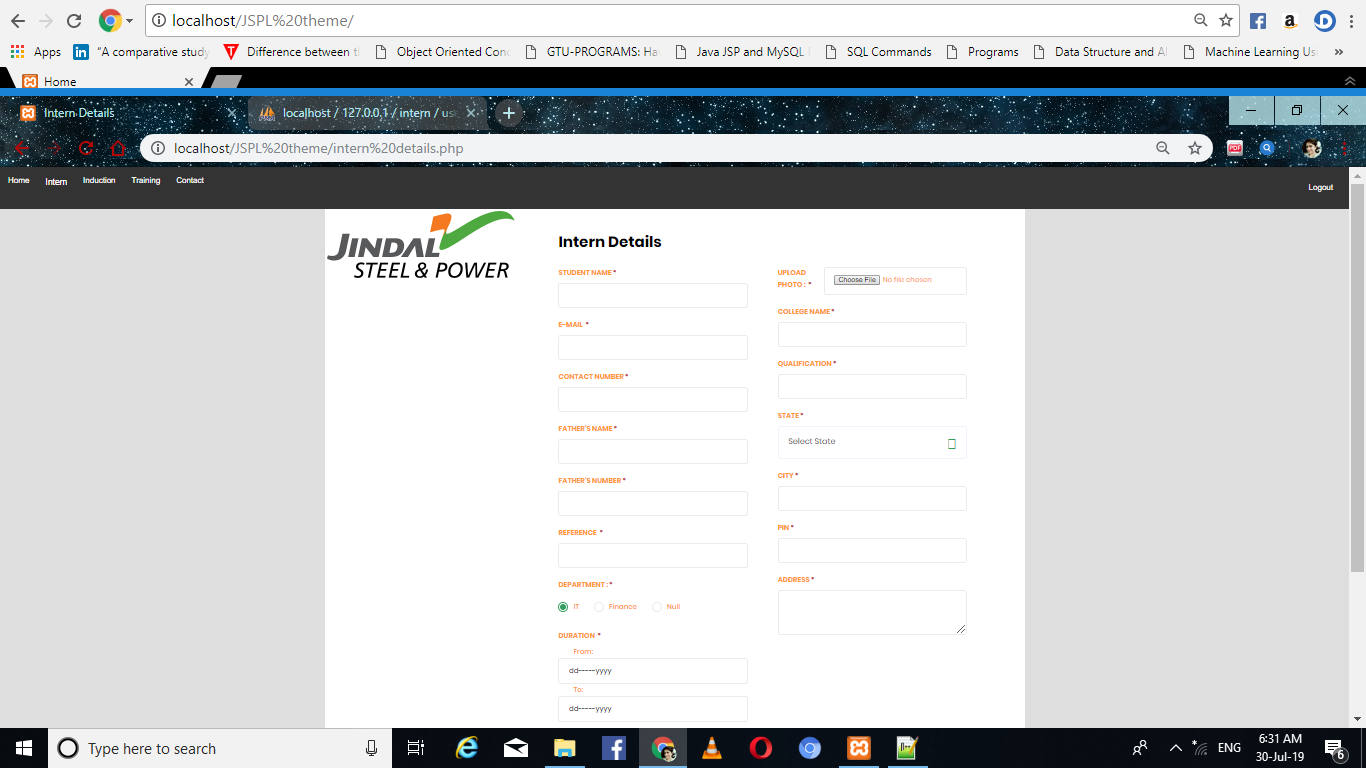 localhost/JSPL%20theme/
Apps "A comparative study Difference between t Object Oriented Conc GTU-PROGRAMS: Ha Java JSP and MySQL SQL Commands Programs Data Structure and Al Machine Learning Us »
Home
Intern Details localhost / 127.0.0.1 / intern / use
localhost/JSPL%20theme/intern%20details.php
Home Intern Induction Training Contact Logout
JINDAL
STEEL & POWER
Intern Details
STUDENT NAME *
E-MAIL *
CONTACT NUMBER *
FATHER'S NAME *
FATHER'S NUMBER *
REFERENCE *
DEPARTMENT : *
IT Finance Null
DURATION *
From:
dd-----yyyy
To:
dd-----yyyy
UPLOAD
PHOTO : *
Choose File No file chosen
COLLEGE NAME *
QUALIFICATION *
STATE *
Select State
CITY *
PIN *
ADDRESS *
Type here to search
ENG
6:31 AM
30-Jul-19
6